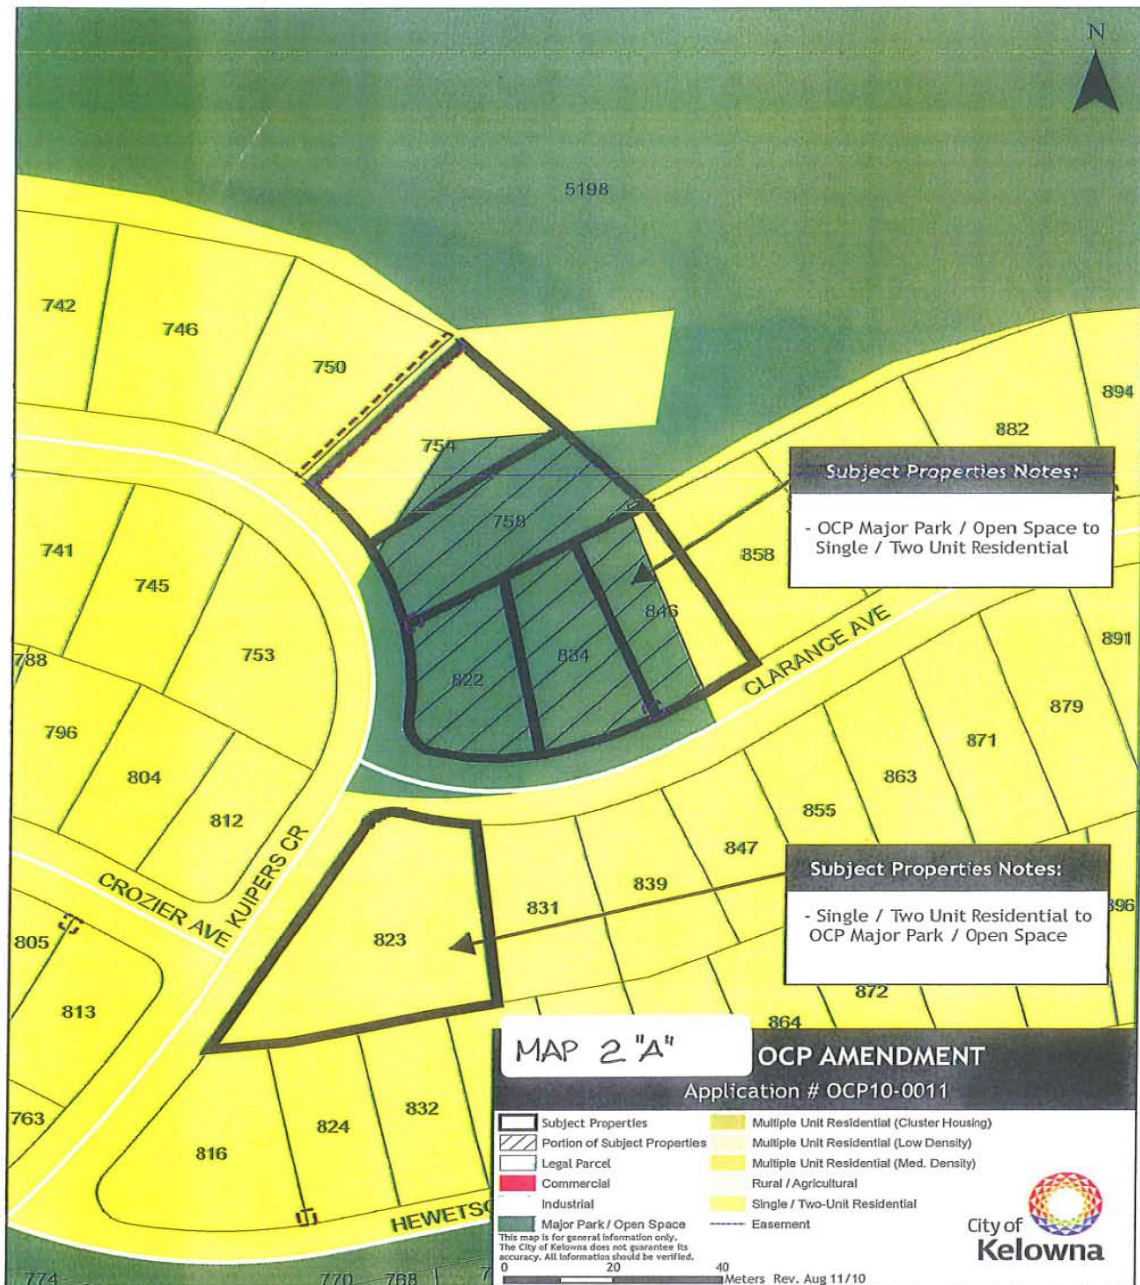 N
5198
742
746
750
894
882
754
Subject Properties Notes:
- OCP Major Park / Open Space to
Single / Two Unit Residential
758
741
745
858
846
753
834
822
788
891
CLARANCE AVE
796
879
804
871
863
812
855
847
KUIPERS CR
CROZIER AVE
Subject Properties Notes:
- Single / Two Unit Residential to
OCP Major Park / Open Space
839
831
896
805
823
872
813
864
MAP 2 "A"
OCP AMENDMENT
Application # OCP10-0011
763
832
824
816
Subject Properties
Portion of Subject Properties
Legal Parcel
Commercial
Industrial
Major Park / Open Space
Multiple Unit Residential (Cluster Housing)
Multiple Unit Residential (Low Density)
Multiple Unit Residential (Med. Density)
Rural / Agricultural
Single / Two-Unit Residential
Easement
HEWETSO
This map is for general information only.
The City of Kelowna does not guarantee its
accuracy. All information should be verified.
City of
Kelowna
774
770
768
7
0 20 40
Meters Rev. Aug 11/10